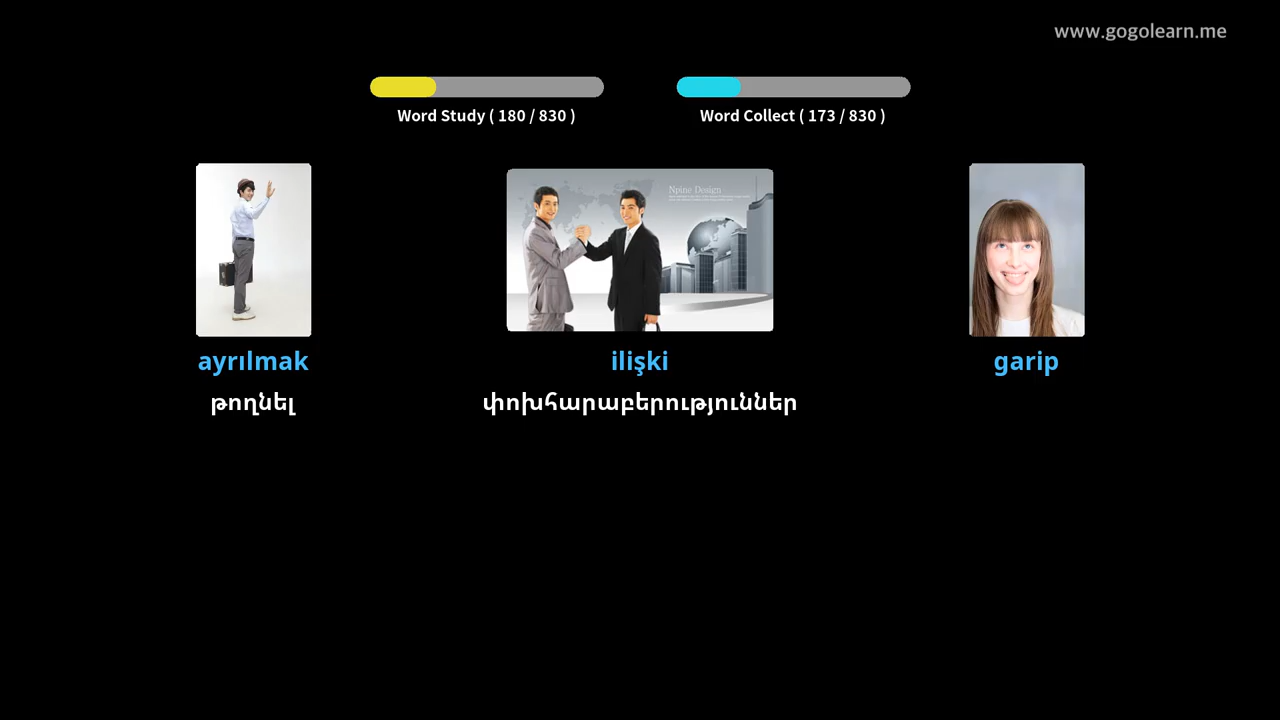 www.gogolearn.me
Word Study ( 180 / 830 )
Word Collect ( 173 / 830 )
Npine Design
ayrılmak
ilişki
garip
թողնել
փոխհարաբերություններ